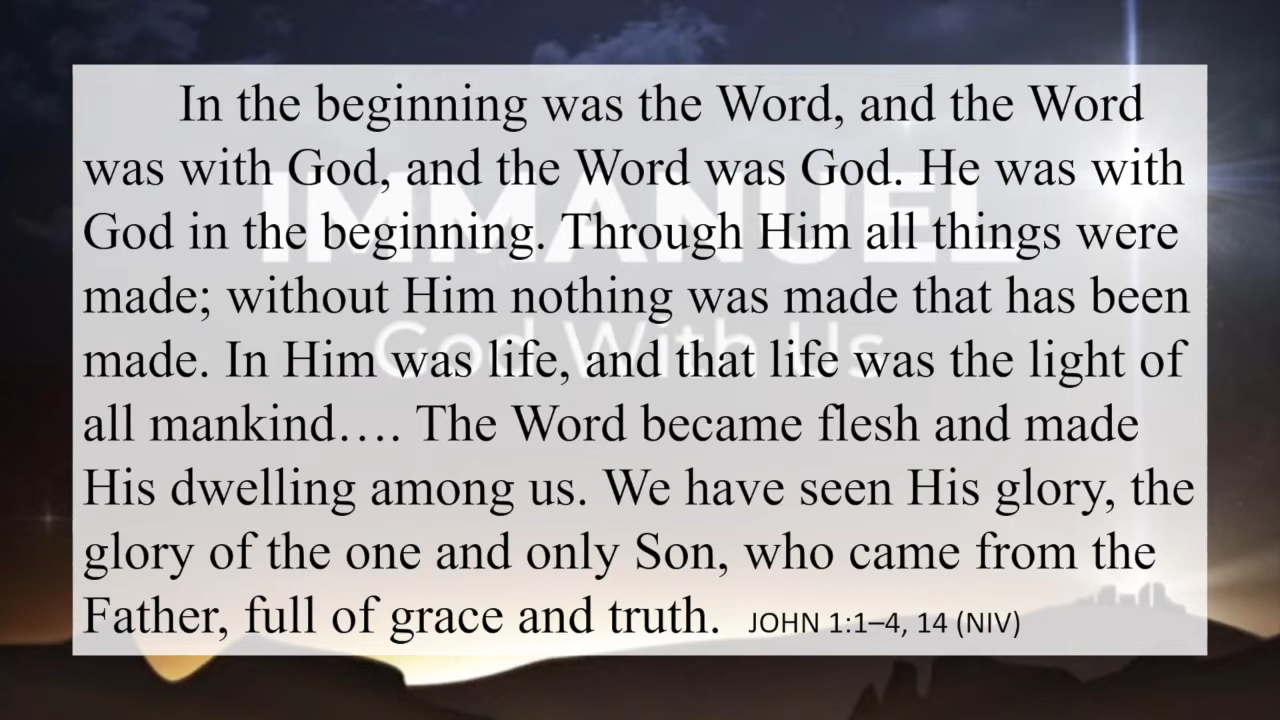 In the beginning was the Word, and the Word
was with God, and the Word was God. He was with
God in the beginning. Through Him all things were
made; without Him nothing was made that has been
made. In Him was life, and that life was the light of
all mankind…. The Word became flesh and made
His dwelling among us. We have seen His glory, the
glory of the one and only Son, who came from the
Father, full of grace and truth. JOHN 1:1–4, 14 (NIV)
IMMANUEL
God With Us